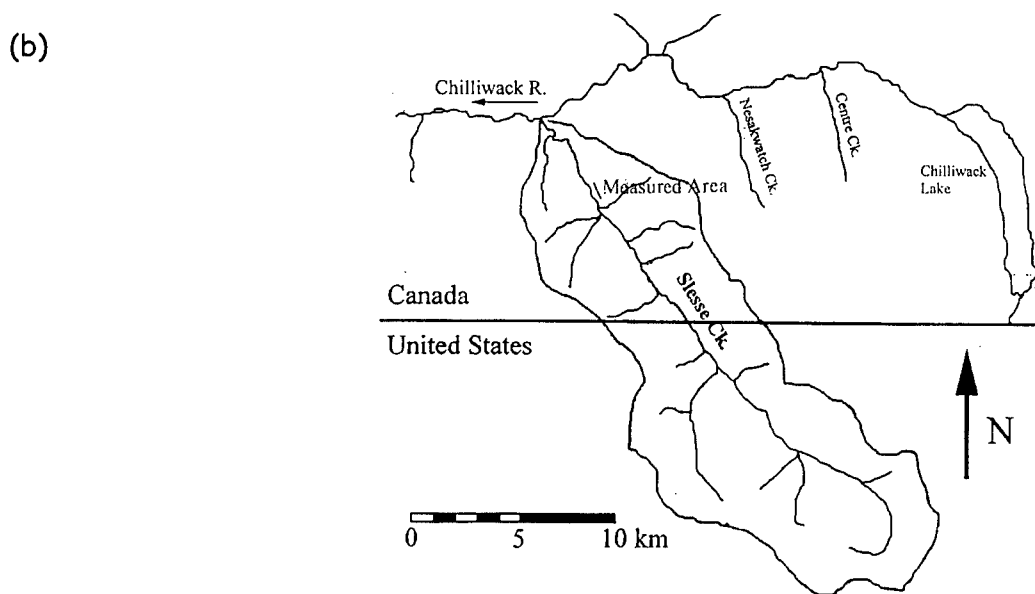 (b)
Chilliwack R.
Nesakwatch Ck.
Centre Ck.
Chilliwack
Lake
Measured Area
Slesse Ck.
Canada
United States
N
0 5 10 km